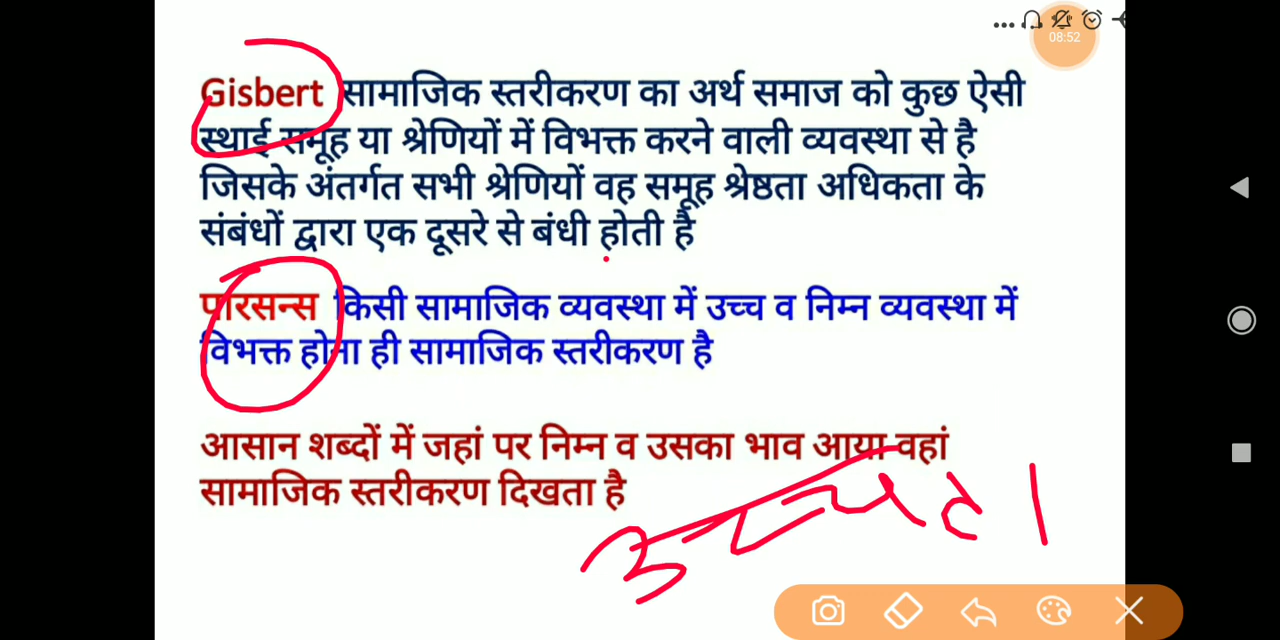 08:52
Gisbert सामाजिक स्तरीकरण का अर्थ समाज को कुछ ऐसी
स्थाई समूह या श्रेणियों में विभक्त करने वाली व्यवस्था से है
जिसके अंतर्गत सभी श्रेणियों वह समूह श्रेष्ठता अधिकता के
संबंधों द्वारा एक दूसरे से बंधी होती है
पारसन्स किसी सामाजिक व्यवस्था में उच्च व निम्न व्यवस्था में
विभक्त होना ही सामाजिक स्तरीकरण है
आसान शब्दों में जहां पर निम्न व उसका भाव आया वहां
सामाजिक स्तरीकरण दिखता है